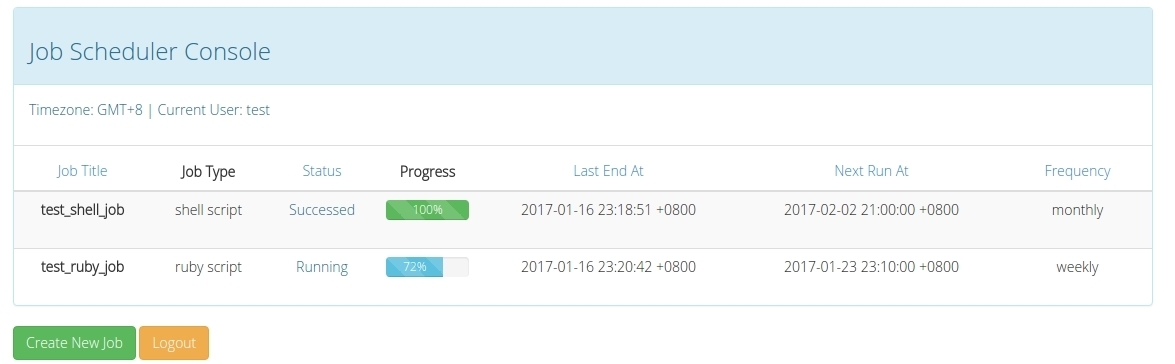 Job Scheduler Console
Timezone: GMT+8 | Current User: test
Job Title Job Type Status Progress Last End At Next Run At Frequency
test_shell_job shell script Successed 100% 2017-01-16 23:18:51 +0800 2017-02-02 21:00:00 +0800 monthly
test_ruby_job ruby script Running 72% 2017-01-16 23:20:42 +0800 2017-01-23 23:10:00 +0800 weekly
Create New Job Logout